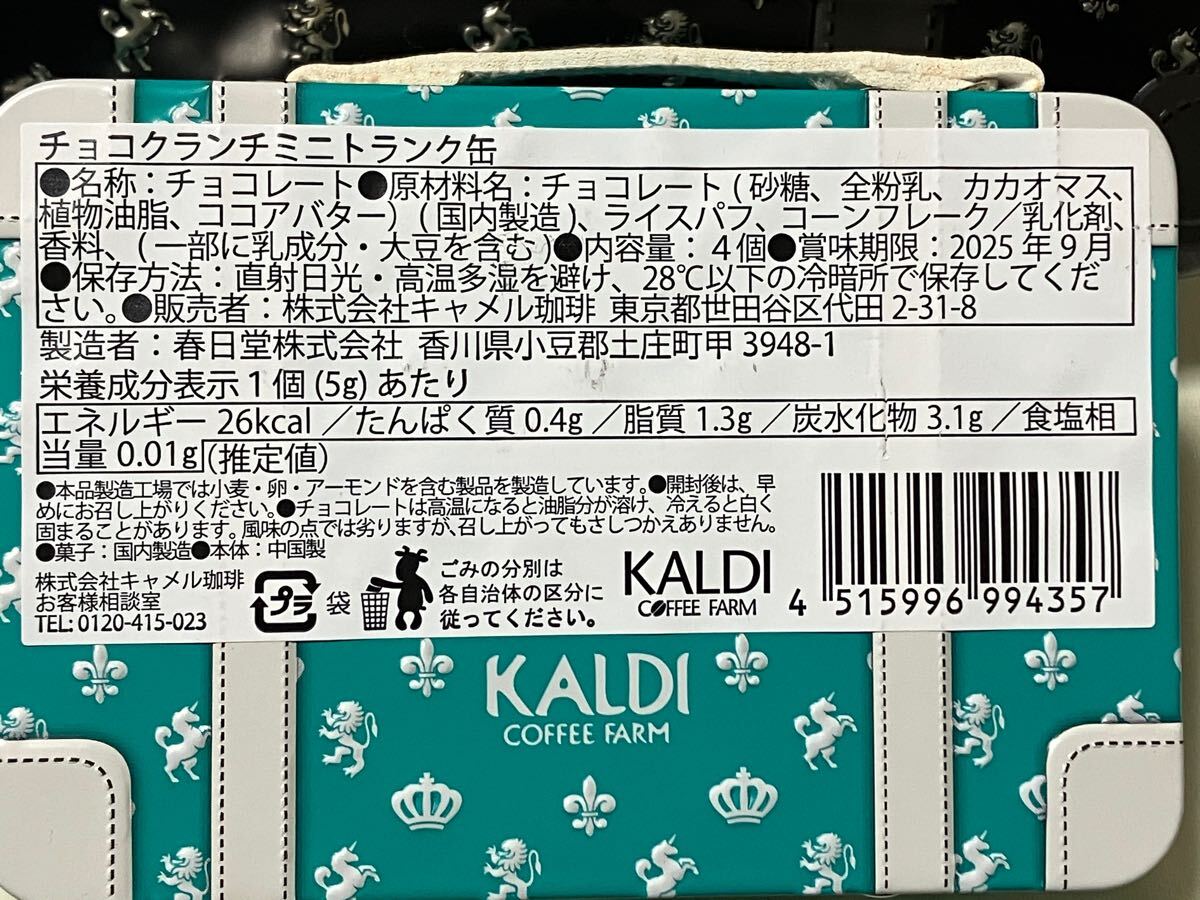 チョコクランチミニトランク缶
●名称：チョコレート●原材料名：チョコレート(砂糖、全粉乳、カカオマス、
植物油脂、ココアバター）(国内製造)、ライスパフ、コーンフレーク／乳化剤、
香料、(一部に乳成分・大豆を含む)●内容量：４個●賞味期限：2025 年 9 月
●保存方法：直射日光・高温多湿を避け、28℃以下の冷暗所で保存してくだ
さい。●販売者：株式会社キャメル珈琲 東京都世田谷区代田 2-31-8
製造者：春日堂株式会社 香川県小豆郡土庄町甲 3948-1
栄養成分表示 1 個 (5g) あたり
エネルギー 26kcal ／たんぱく質 0.4g ／脂質 1.3g ／炭水化物 3.1g ／食塩相
当量 0.01g (推定値)
●本品製造工場では小麦・卵・アーモンドを含む製品を製造しています。●開封後は、早
めにお召し上がりください。●チョコレートは高温になると油脂分が溶け、冷えると白く
固まることがあります。風味の点では劣りますが、召し上がってもさしつかえありません。
●菓子：国内製造●本体：中国製
株式会社キャメル珈琲
お客様相談室
TEL: 0120-415-023
プラ 袋
ごみの分別は
各自治体の区分に
従ってください。
KALDI
COFFEE FARM
4 515996 994357
KALDI
COFFEE FARM